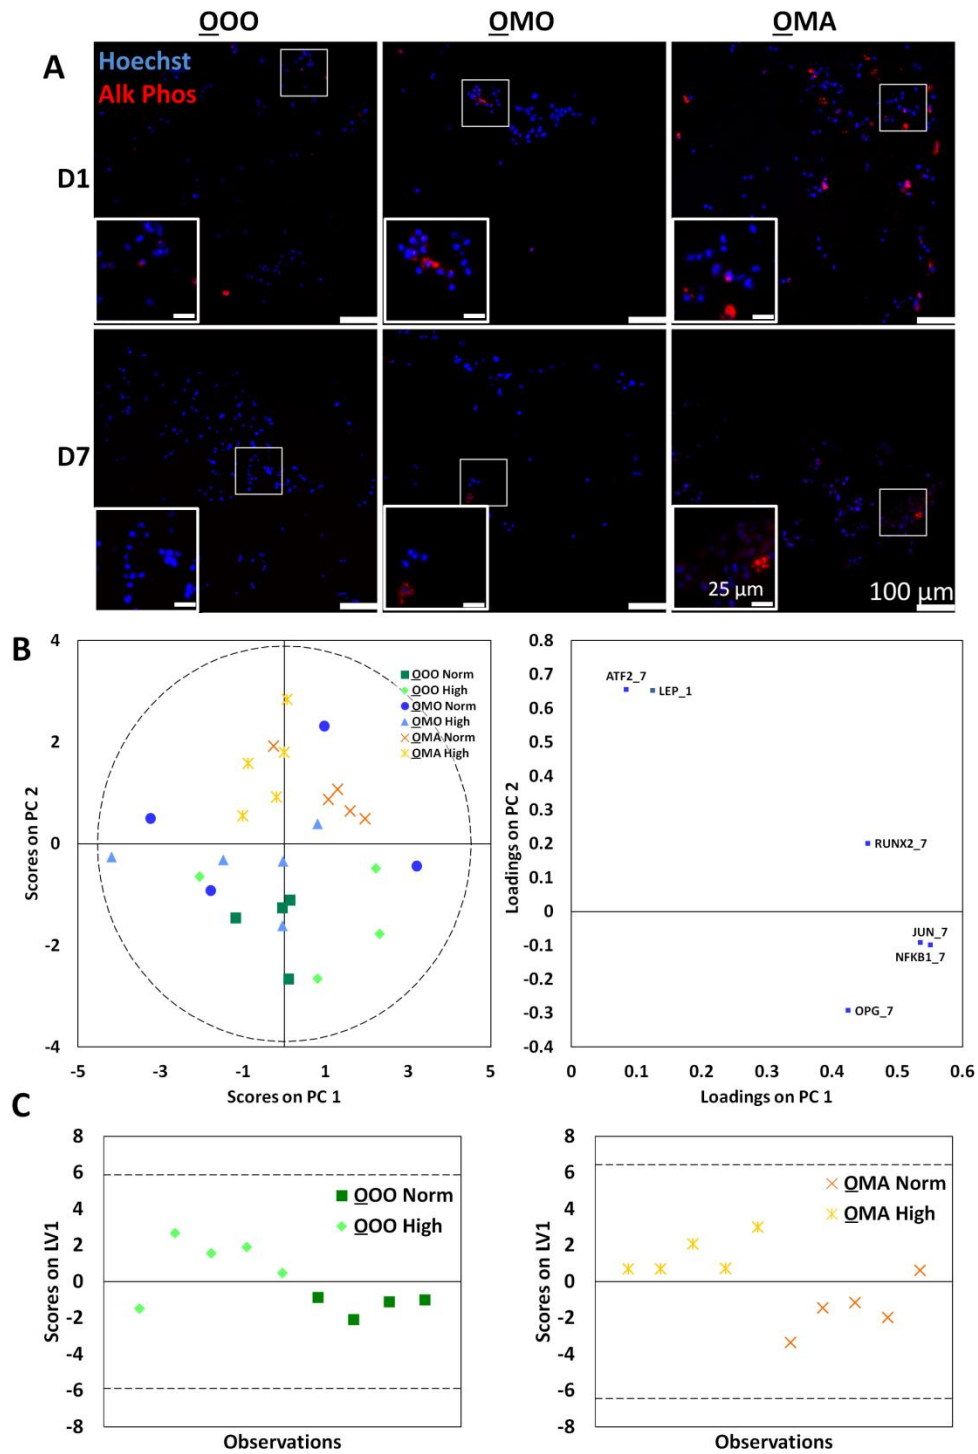 OOO OMO OMA
A
Hoechst
Alk Phos
D1
D7
25 µm
100 µm
B
4
2
0
-2
-4
-5 -3 -1 1 3 5
Scores on PC 2
Scores on PC 1
OOO Norm
OOO High
OMO Norm
OMO High
OMA Norm
OMA High
0.8
0.7
0.6
0.5
0.4
0.3
0.2
0.1
0
-0.1
-0.2
-0.3
-0.4
0 0.1 0.2 0.3 0.4 0.5 0.6
Loadings on PC 2
Loadings on PC 1
ATF2_7
LEP_1
RUNX2_7
JUN_7
NFKB1_7
OPG_7
C
8
6
4
2
0
-2
-4
-6
-8
Scores on LV1
Observations
OOO Norm
OOO High
8
6
4
2
0
-2
-4
-6
-8
Scores on LV1
Observations
OMA Norm
OMA High